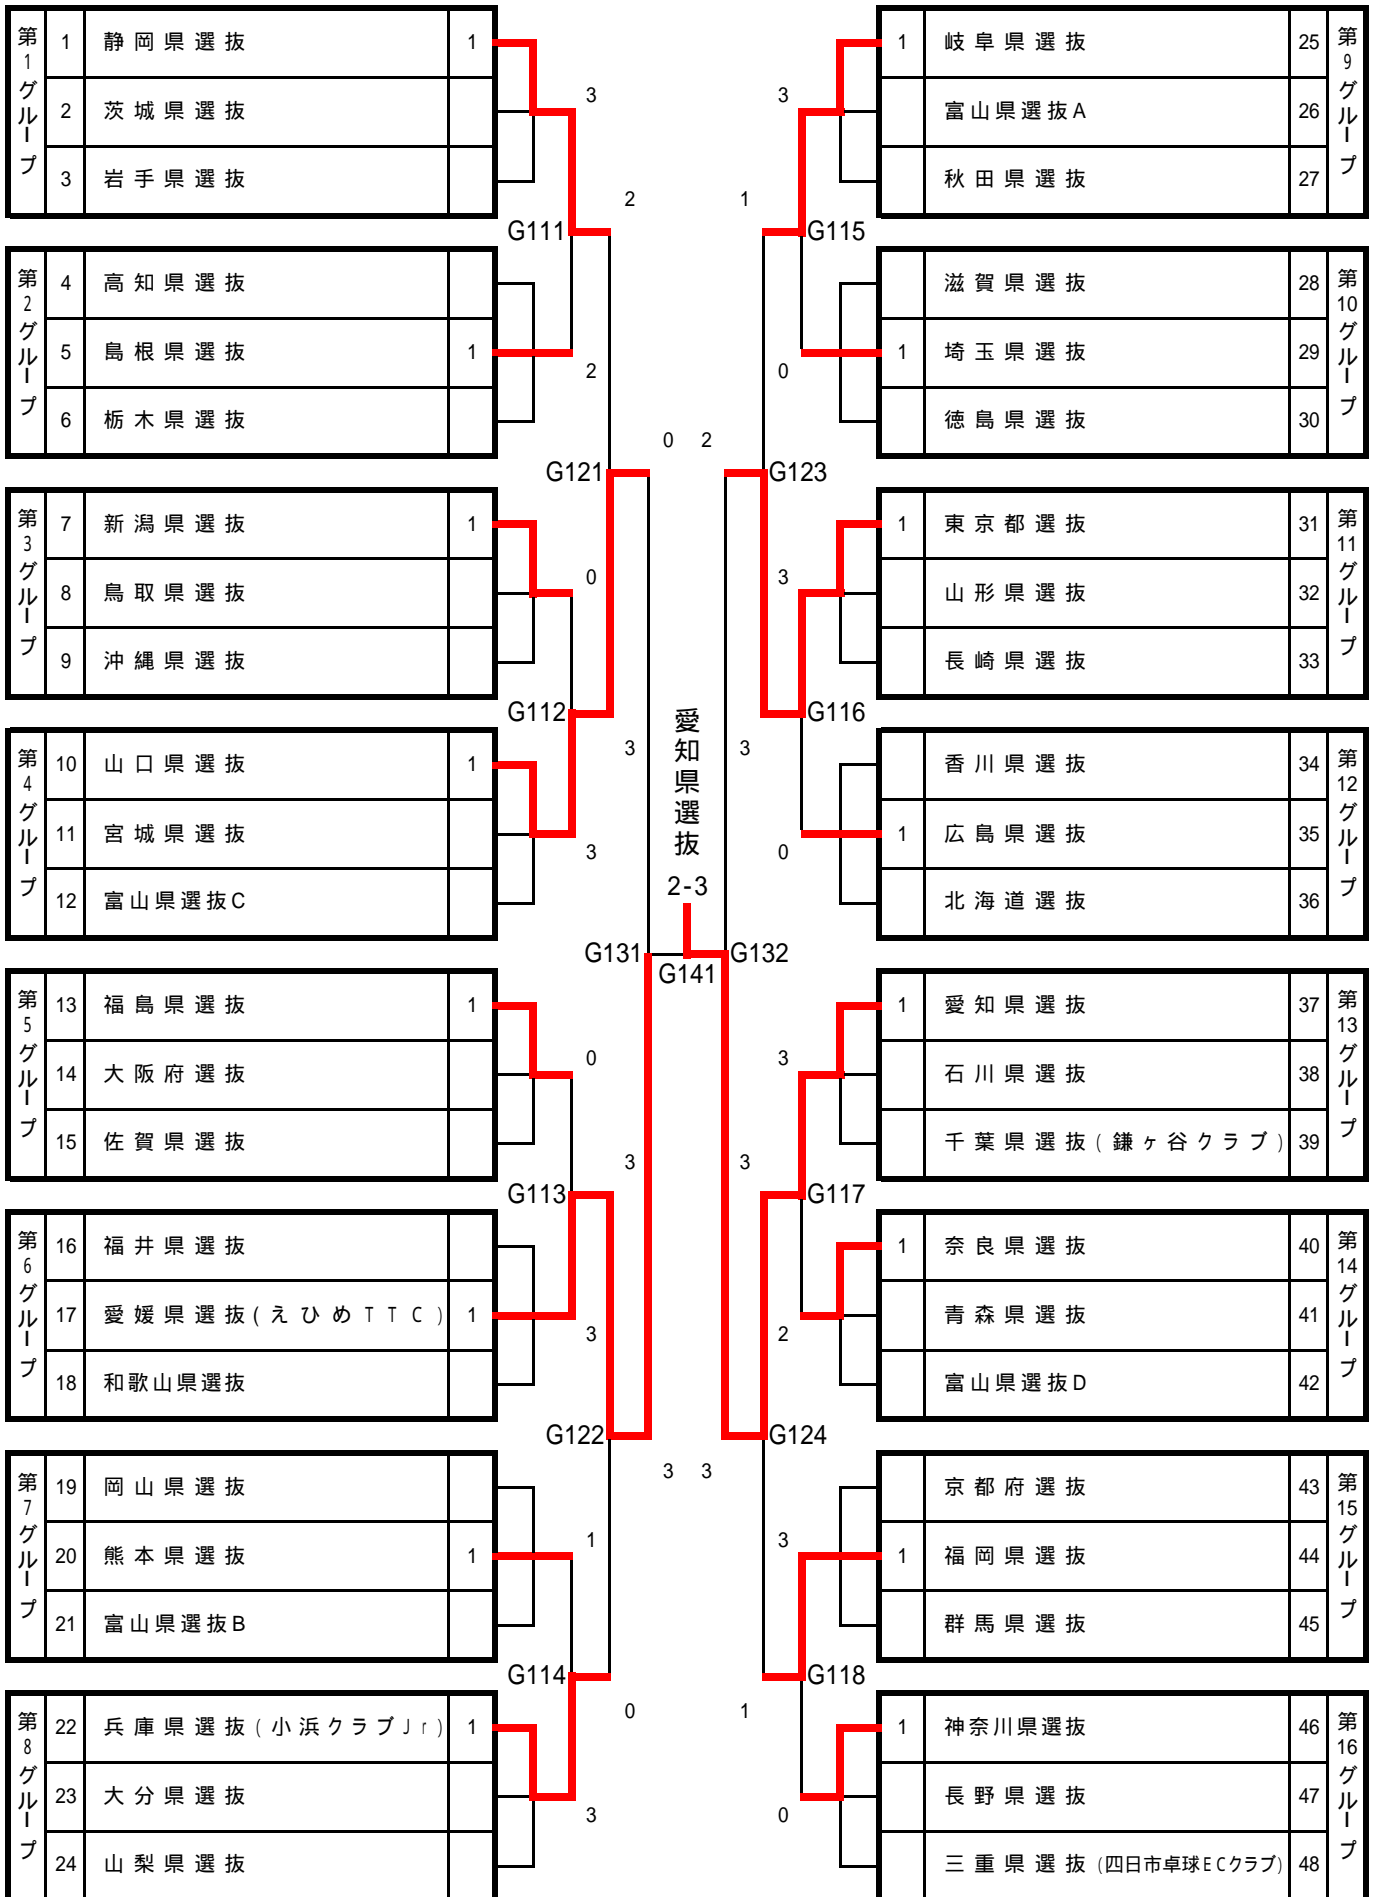 第1グループ
1 静岡県選抜 1
2 茨城県選抜
3 岩手県選抜
第2グループ
4 高知県選抜
5 島根県選抜 1
6 栃木県選抜
第3グループ
7 新潟県選抜 1
8 鳥取県選抜
9 沖縄県選抜
第4グループ
10 山口県選抜 1
11 宮城県選抜
12 富山県選抜C
第5グループ
13 福島県選抜 1
14 大阪府選抜
15 佐賀県選抜
第6グループ
16 福井県選抜
17 愛媛県選抜(えひめTTC) 1
18 和歌山県選抜
第7グループ
19 岡山県選抜
20 熊本県選抜 1
21 富山県選抜B
第8グループ
22 兵庫県選抜(小浜クラブJr) 1
23 大分県選抜
24 山梨県選抜
3
2
G111
2
0 
G121
0
G112
3
3
G131
0
3
G113
3
G122
3
1
G114
0
3
愛知県選抜
2-3
G141
3
1
G115
0
2
G123
3
G116
3
0
G132
3
3
G117
2
G124
3
3
G118
1
0
第9グループ
1 岐阜県選抜 25
富山県選抜A 26
秋田県選抜 27
第10グループ
滋賀県選抜 28
1 埼玉県選抜 29
徳島県選抜 30
第11グループ
1 東京都選抜 31
山形県選抜 32
長崎県選抜 33
第12グループ
香川県選抜 34
1 広島県選抜 35
北海道選抜 36
第13グループ
1 愛知県選抜 37
石川県選抜 38
千葉県選抜(鎌ヶ谷クラブ) 39
第14グループ
1 奈良県選抜 40
青森県選抜 41
富山県選抜D 42
第15グループ
京都府選抜 43
1 福岡県選抜 44
群馬県選抜 45
第16グループ
1 神奈川県選抜 46
長野県選抜 47
三重県選抜(四日市卓球ECクラブ) 48